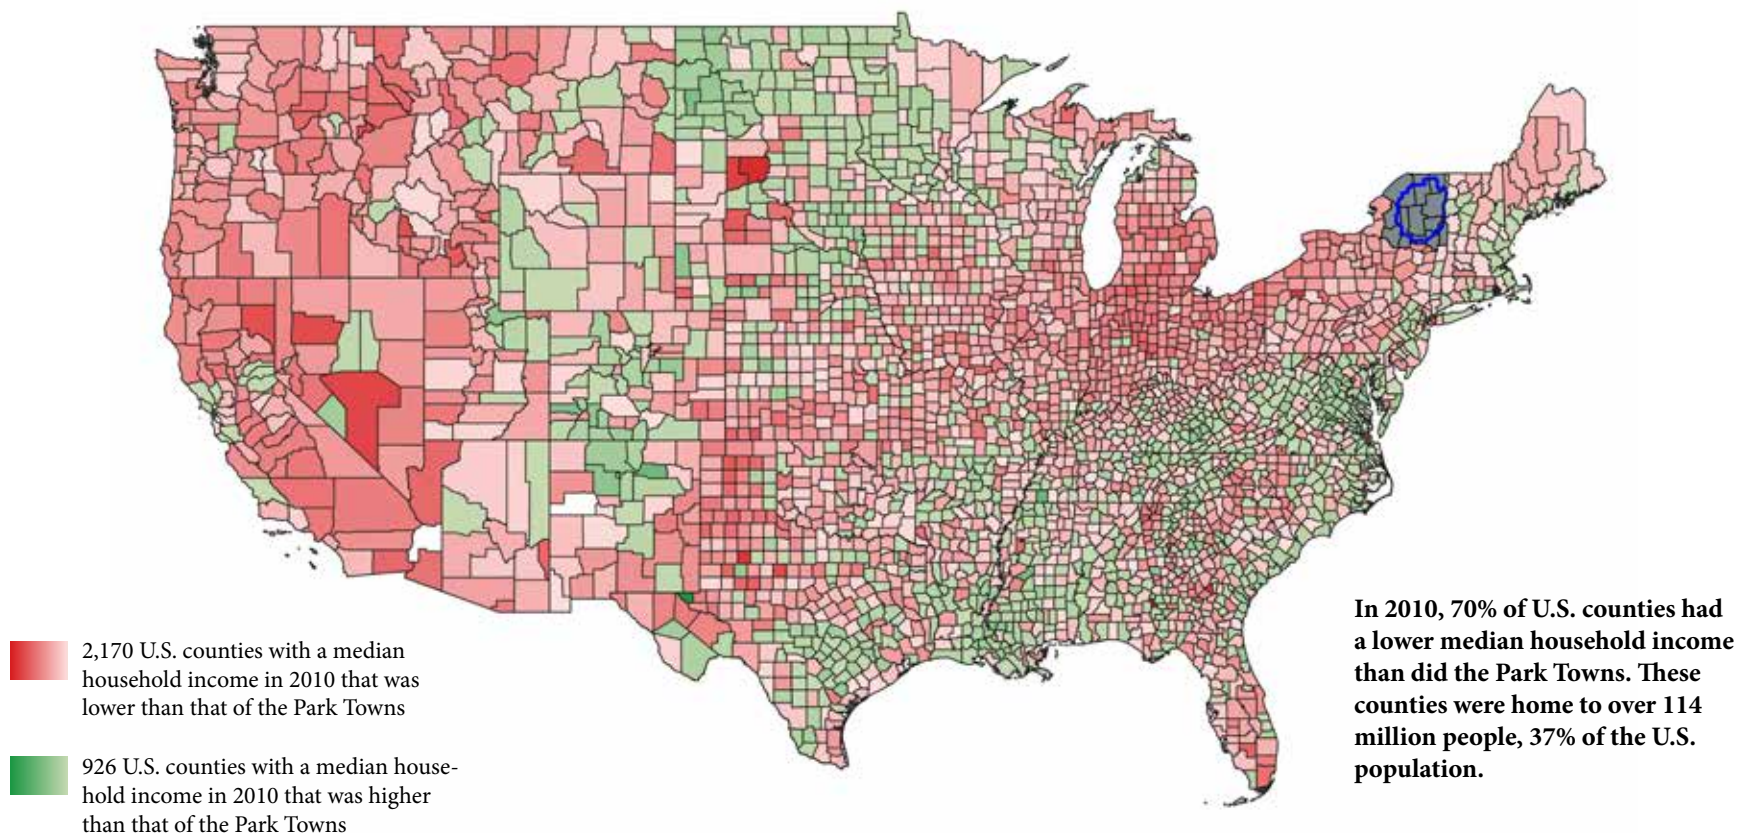 2,170 U.S. counties with a median
household income in 2010 that was
lower than that of the Park Towns
926 U.S. counties with a median house-
hold income in 2010 that was higher
than that of the Park Towns
In 2010, 70% of U.S. counties had
a lower median household income
than did the Park Towns. These
counties were home to over 114
million people, 37% of the U.S.
population.